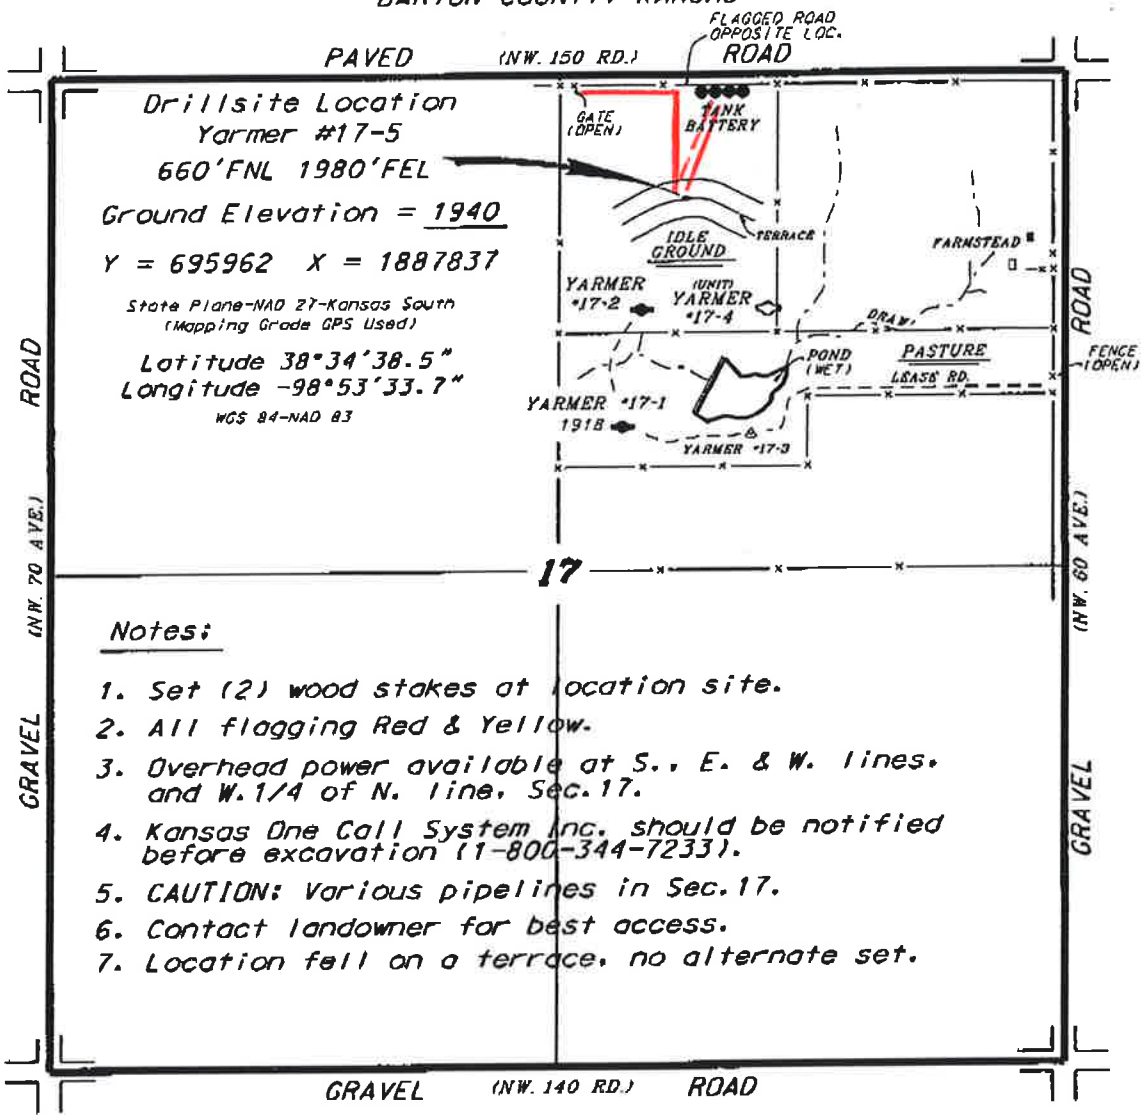 BARTON COUNTY, KANSAS
FLAGGED ROAD
OPPOSITE LOC.
PAVED (NW. 150 RD.) ROAD
Drillsite Location
Yarmer #17-5
660'FNL 1980'FEL
Ground Elevation = 1940
Y = 695962 X = 1887837
State Plane-NAD 27-Kansas South
(Mapping Grade GPS Used)
Latitude 38°34'38.5"
Longitude -98°53'33.7"
WGS 84-NAD 83
GATE
(OPEN)
TANK
BATTERY
IDLE
GROUND
TERRACE
FARMSTEAD
YARMER
#17-2
(UNIT)
YARMER
#17-4
DRAW
POND
(WET)
PASTURE
LEASE RD.
FENCE
(OPEN)
YARMER #17-1
1918
YARMER #17-3
ROAD
(NW. 70 AVE.)
GRAVEL
ROAD
(NW. 60 AVE.)
GRAVEL
17
Notes:
1. Set (2) wood stakes at location site.
2. All flagging Red & Yellow.
3. Overhead power available at S., E. & W. lines,
and W.1/4 of N. line, Sec.17.
4. Kansas One Call System Inc. should be notified
before excavation (1-800-344-7233).
5. CAUTION: Various pipelines in Sec.17.
6. Contact landowner for best access.
7. Location fell on a terrace, no alternate set.
GRAVEL (NW. 140 RD.) ROAD